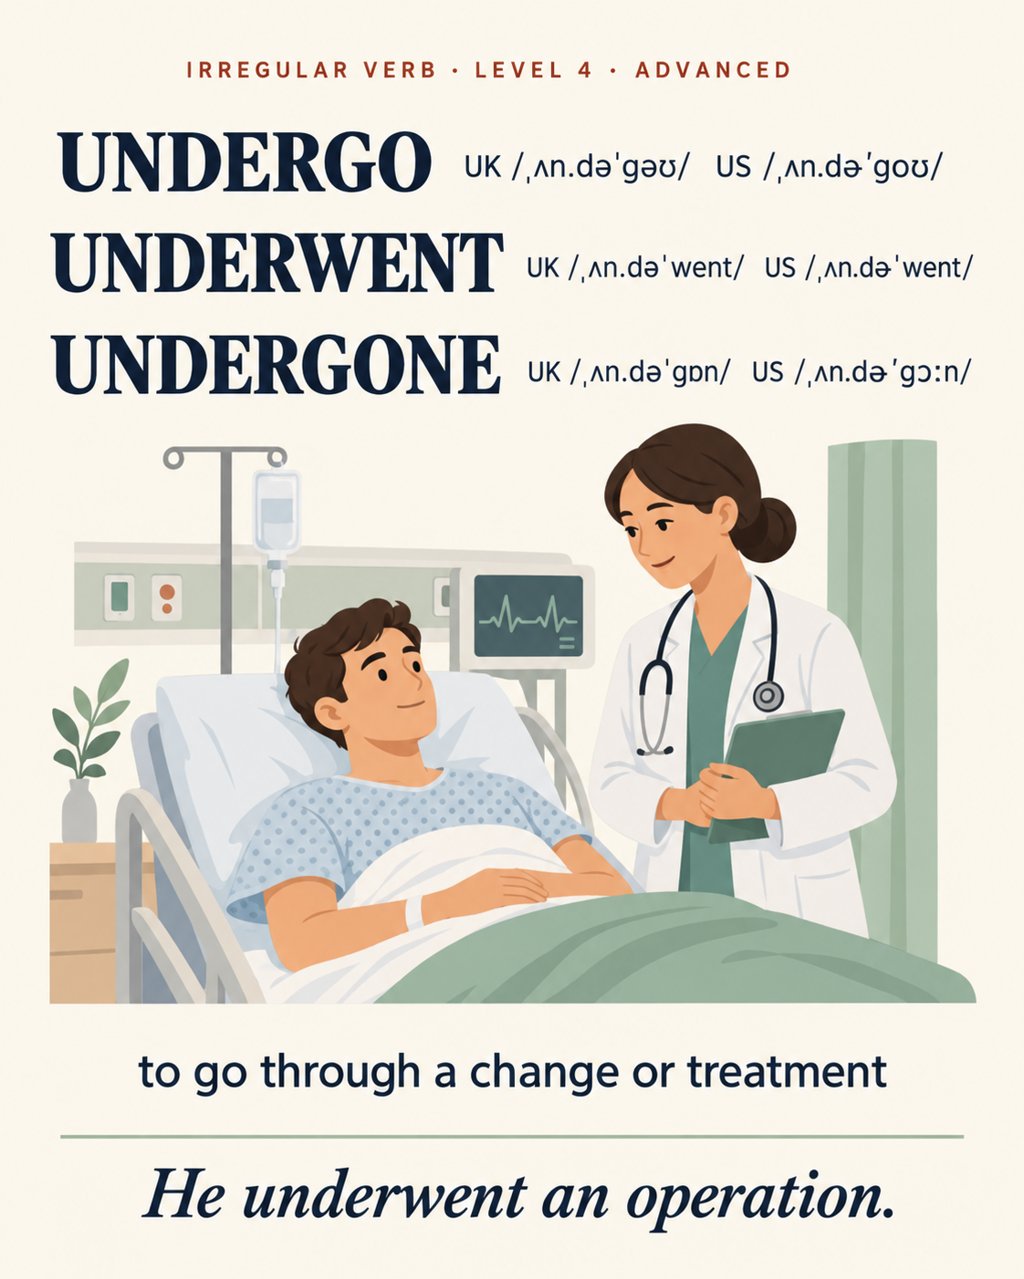 IRREGULAR VERB · LEVEL 4 · ADVANCED
UNDERGO UK /ˌʌn.dəˈɡəʊ/ US /ˌʌn.dɚˈɡoʊ/
UNDERWENT UK /ˌʌn.dəˈwent/ US /ˌʌn.dɚˈwent/
UNDERGONE UK /ˌʌn.dəˈɡɒn/ US /ˌʌn.dɚˈɡɔːn/
to go through a change or treatment
He underwent an operation.